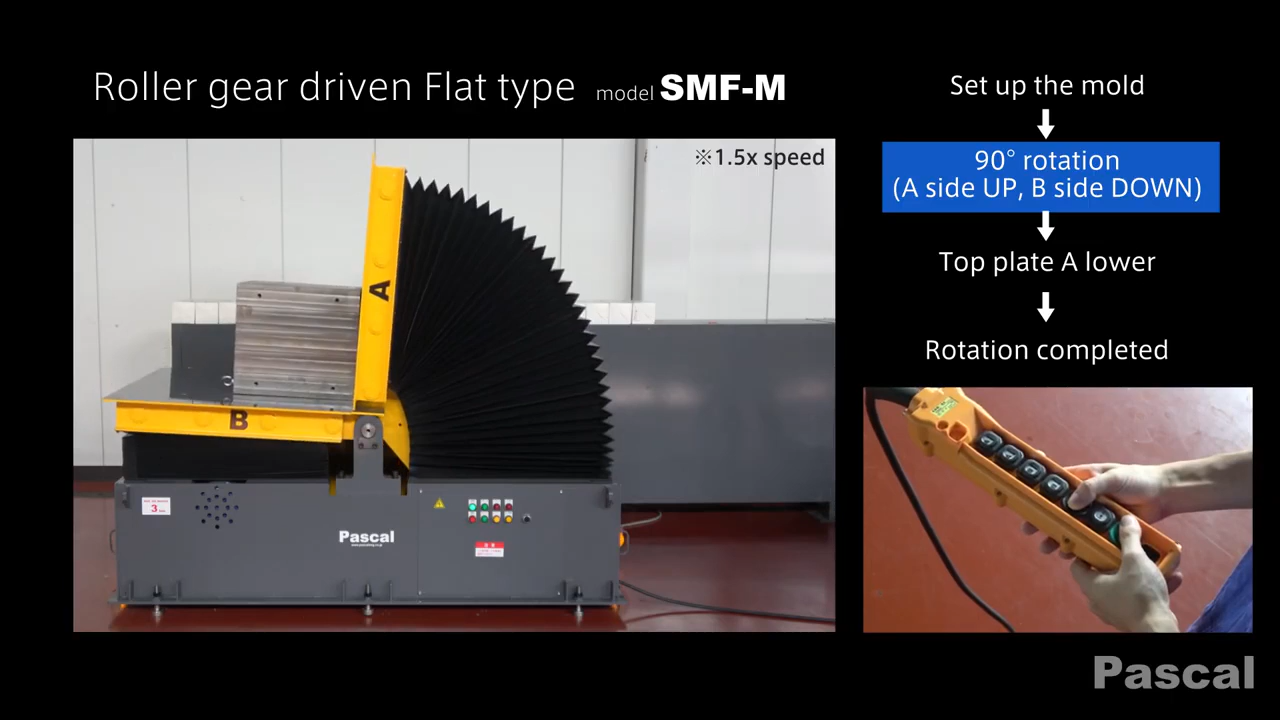 Roller gear driven Flat type model SMF-M
※1.5x speed
A
B
3
Pascal
Set up the mold
90° rotation
(A side UP, B side DOWN)
Top plate A lower
Rotation completed
Pascal